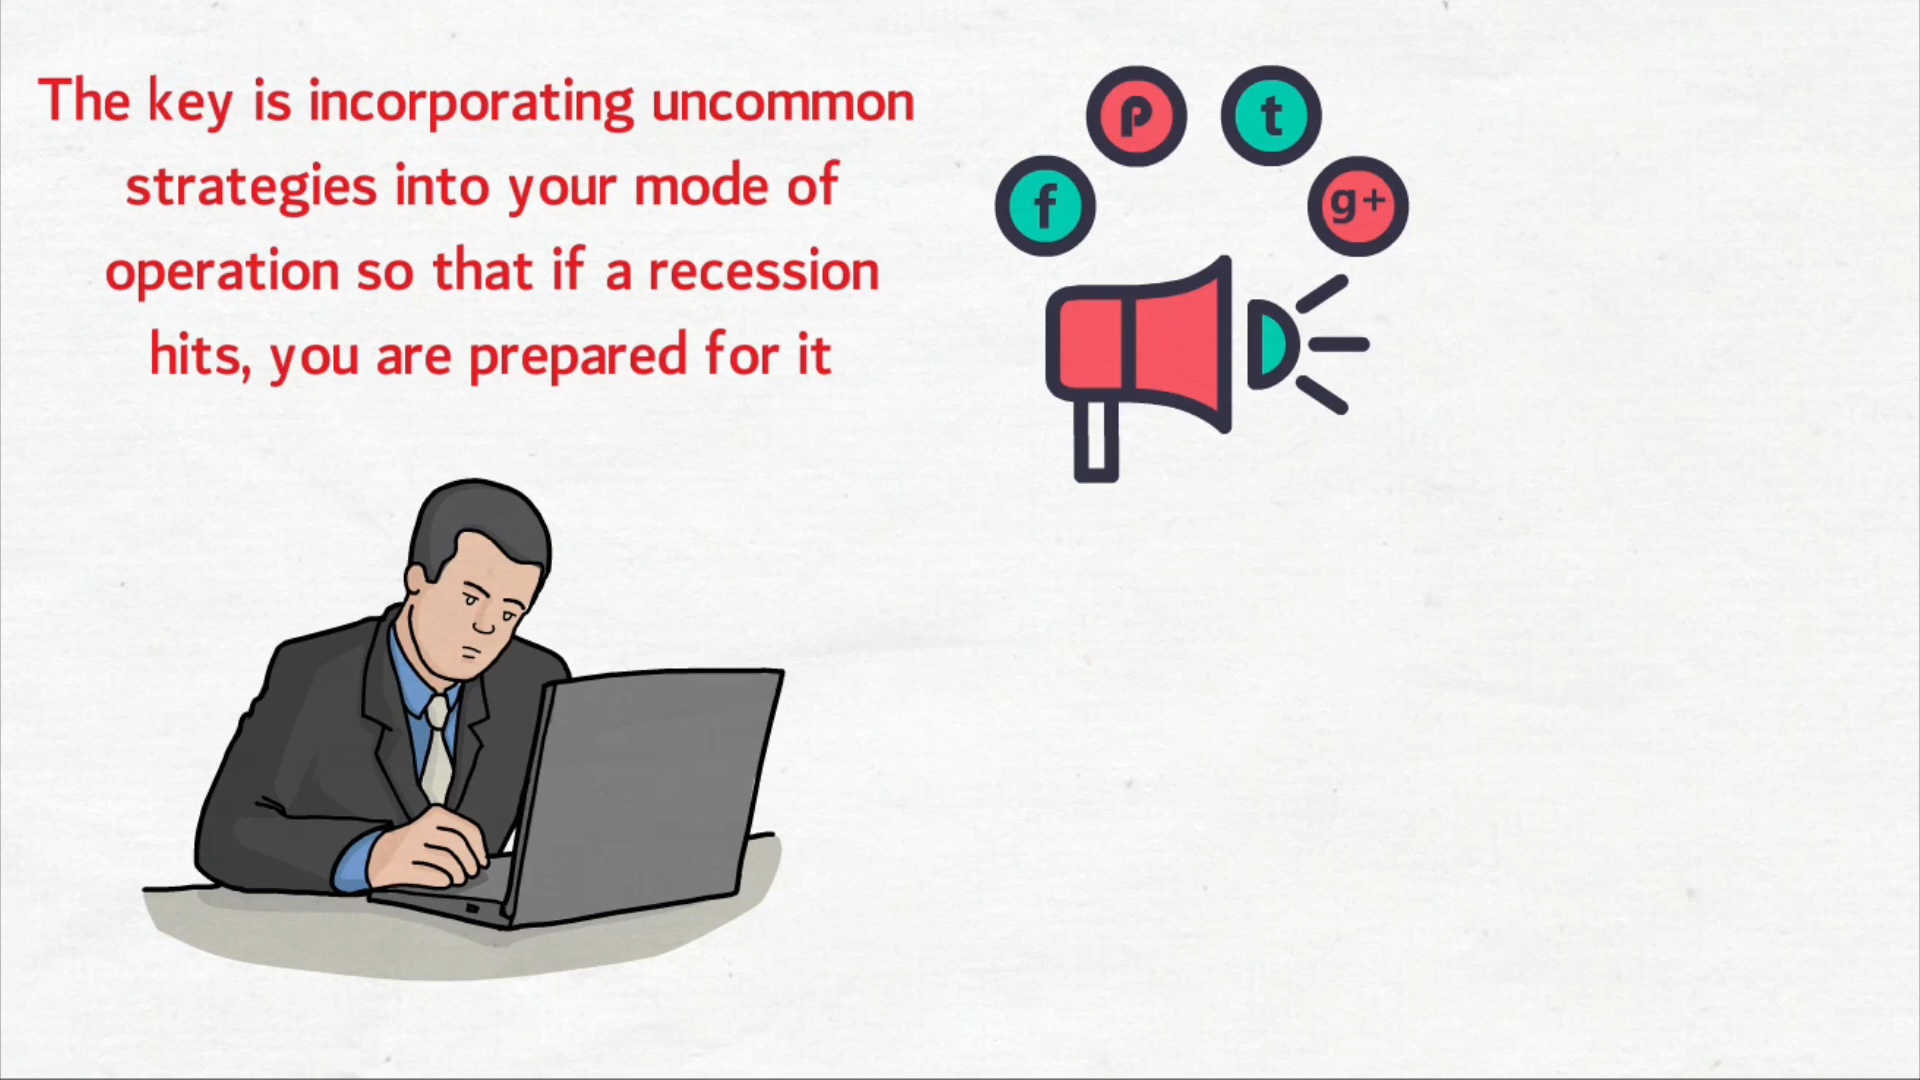 The key is incorporating uncommon
strategies into your mode of
operation so that if a recession
hits, you are prepared for it
p
t
f
g+